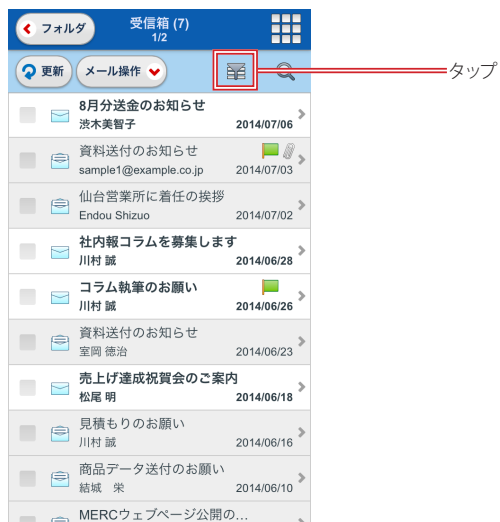 フォルダ
受信箱 (7)
1/2
更新
メール操作
タップ
8月分送金のお知らせ
渋木美智子
2014/07/06
資料送付のお知らせ
sample1@example.co.jp
2014/07/03
仙台営業所に着任の挨拶
Endou Shizuo
2014/07/02
社内報コラムを募集します
川村 誠
2014/06/28
コラム執筆のお願い
川村 誠
2014/06/26
資料送付のお知らせ
室岡 徳治
2014/06/23
売上げ達成祝賀会のご案内
松尾 明
2014/06/18
見積もりのお願い
川村 誠
2014/06/16
商品データ送付のお願い
結城　栄
2014/06/10
MERCウェブページ公開の…